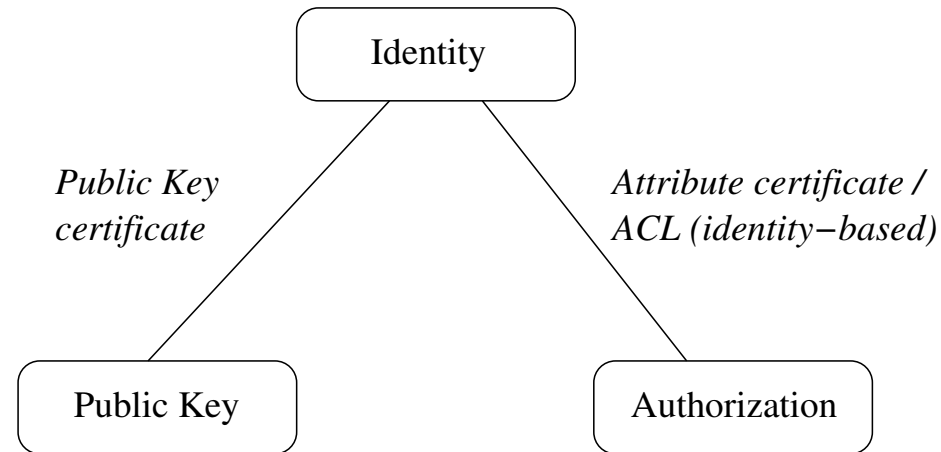 Identity
Public Key
certificate
Attribute certificate /
ACL (identity−based)
Public Key
Authorization